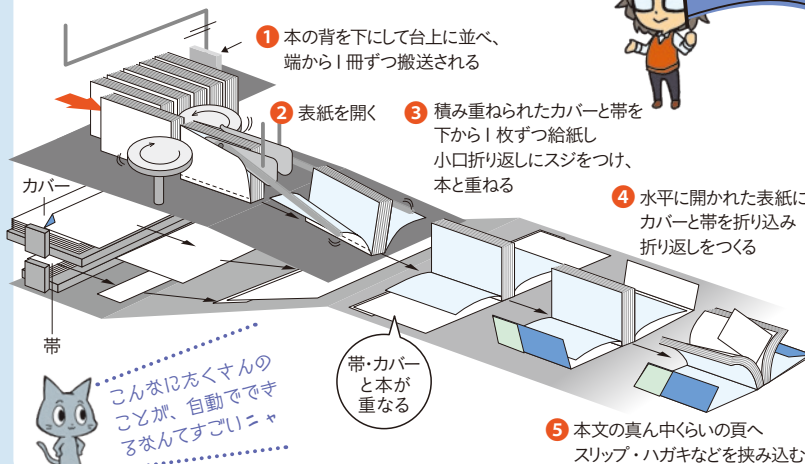 ❶ 本の背を下にして台上に並べ、
端から1冊ずつ搬送される
❷ 表紙を開く
❸ 積み重ねられたカバーと帯を
下から1枚ずつ給紙し
小口折り返しにスジをつけ、
本と重ねる
❹ 水平に開かれた表紙に
カバーと帯を折り込み
折り返しをつくる
カバー
帯
帯・カバー
と本が
重なる
こんなにたくさんの
ことが、自動ででき
るなんてすごいニャ
❺ 本文の真ん中くらいの頁へ
スリップ・ハガキなどを挟み込む